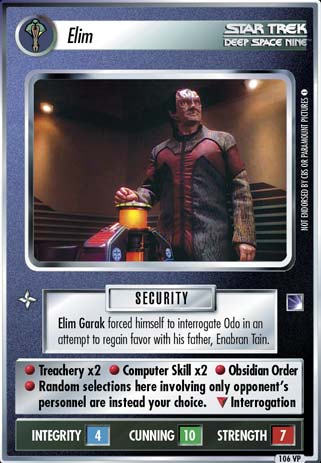 Elim
STAR TREK
DEEP SPACE NINE
NOT ENDORSED BY CBS OR PARAMOUNT PICTURES
SECURITY
Elim Garak forced himself to interrogate Odo in an
attempt to regain favor with his father, Enabran Tain.
Treachery x2 Computer Skill x2 Obsidian Order
Random selections here involving only opponent's
personnel are instead your choice. Interrogation
INTEGRITY 4 CUNNING 10 STRENGTH 7
106 VP